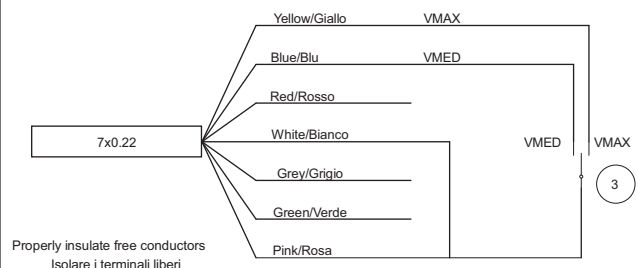 Yellow/Giallo VMAX
Blue/Blu VMED
Red/Rosso
7x0.22
White/Bianco
VMED VMAX
Grey/Grigio
3
Green/Verde
Pink/Rosa
Properly insulate free conductors
Isolare i terminali liberi